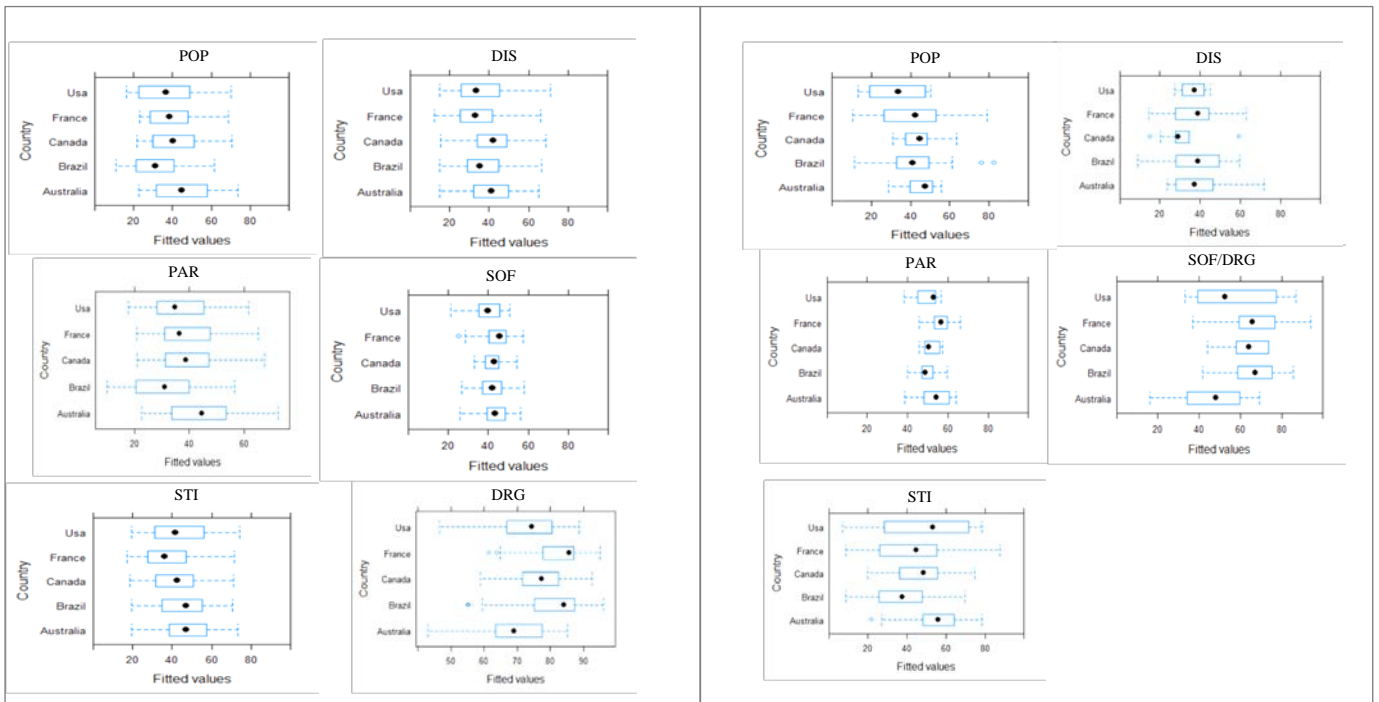 POP
Usa
France
Canada
Brazil
Australia
Country
20 40 60 80
Fitted values
DIS
Usa
France
Canada
Brazil
Australia
Country
20 40 60 80
Fitted values
PAR
Usa
France
Canada
Brazil
Australia
Country
20 40 60
Fitted values
SOF
Usa
France
Canada
Brazil
Australia
Country
20 40 60 80
Fitted values
STI
Usa
France
Canada
Brazil
Australia
Country
20 40 60 80
Fitted values
DRG
Usa
France
Canada
Brazil
Australia
Country
50 60 70 80 90
Fitted values
POP
Usa
France
Canada
Brazil
Australia
Country
20 40 60 80
Fitted values
DIS
Usa
France
Canada
Brazil
Australia
Country
20 40 60 80
Fitted values
PAR
Usa
France
Canada
Brazil
Australia
Country
20 40 60 80
Fitted values
SOF/DRG
Usa
France
Canada
Brazil
Australia
Country
20 40 60 80
Fitted values
STI
Usa
France
Canada
Brazil
Australia
Country
20 40 60 80
Fitted values